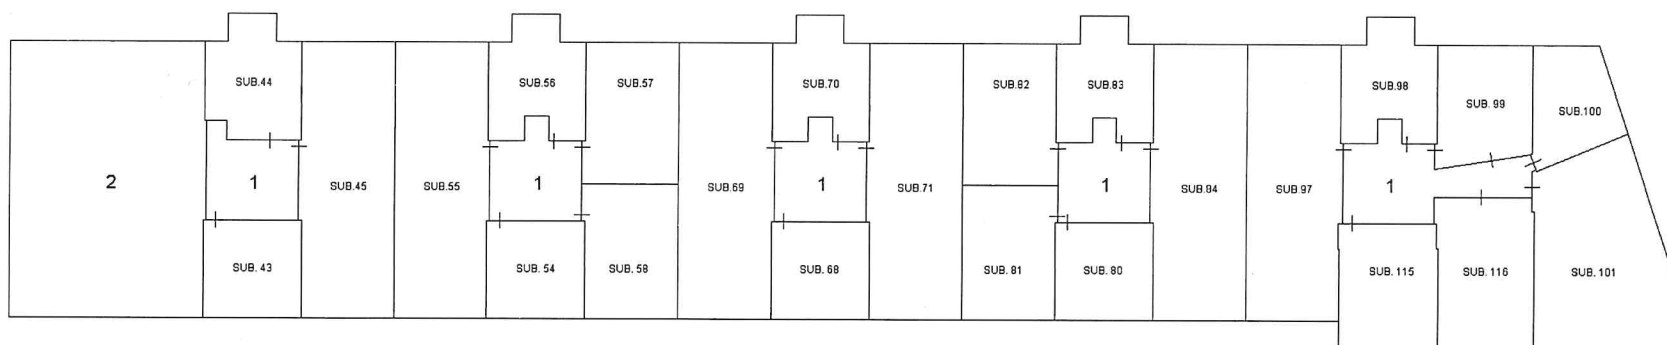 SUB.44
SUB.56
SUB.57
SUB.70
SUB.82
SUB.83
SUB.98
SUB. 99
SUB.100
2
1
SUB.45
SUB.55
1
SUB.69
1
SUB.71
1
SUB.84
SUB.97
1
SUB. 43
SUB. 54
SUB. 58
SUB. 68
SUB. 81
SUB. 80
SUB. 115
SUB. 116
SUB. 101